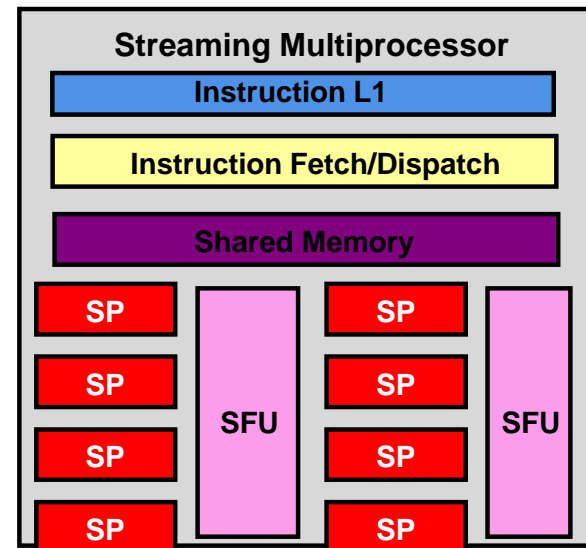 Streaming Multiprocessor
Instruction L1
Instruction Fetch/Dispatch
Shared Memory
SP
SP
SP
SP
SFU
SP
SP
SP
SP
SFU